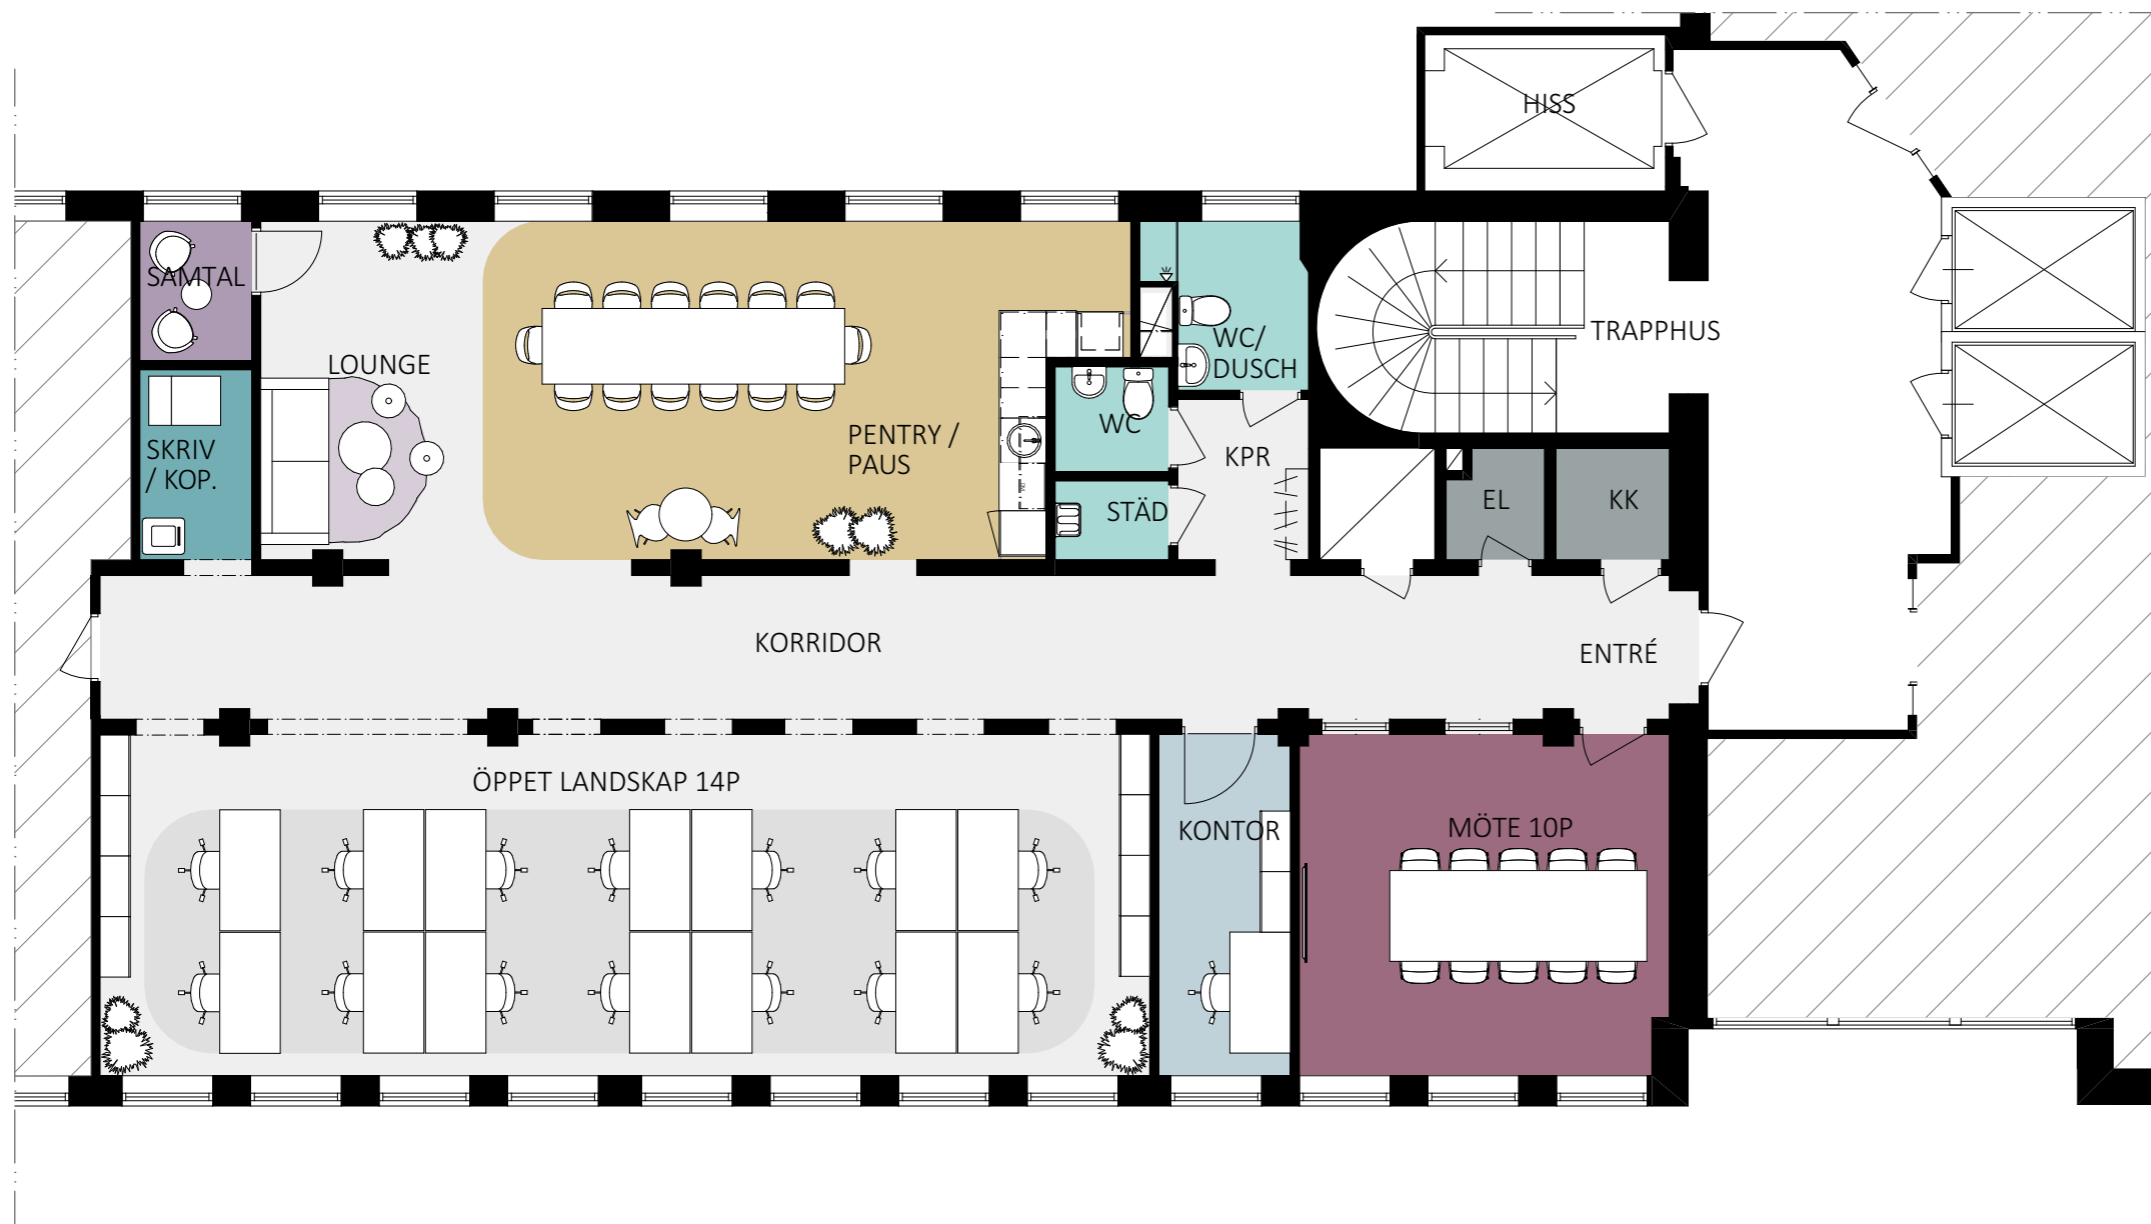 HISS
SAMTAL
LOUNGE
WC/
DUSCH
TRAPPHUS
SKRIV
/ KOP.
PENTRY /
PAUS
WC
KPR
STÄD
EL
KK
KORRIDOR
ENTRÉ
ÖPPET LANDSKAP 14P
KONTOR
MÖTE 10P